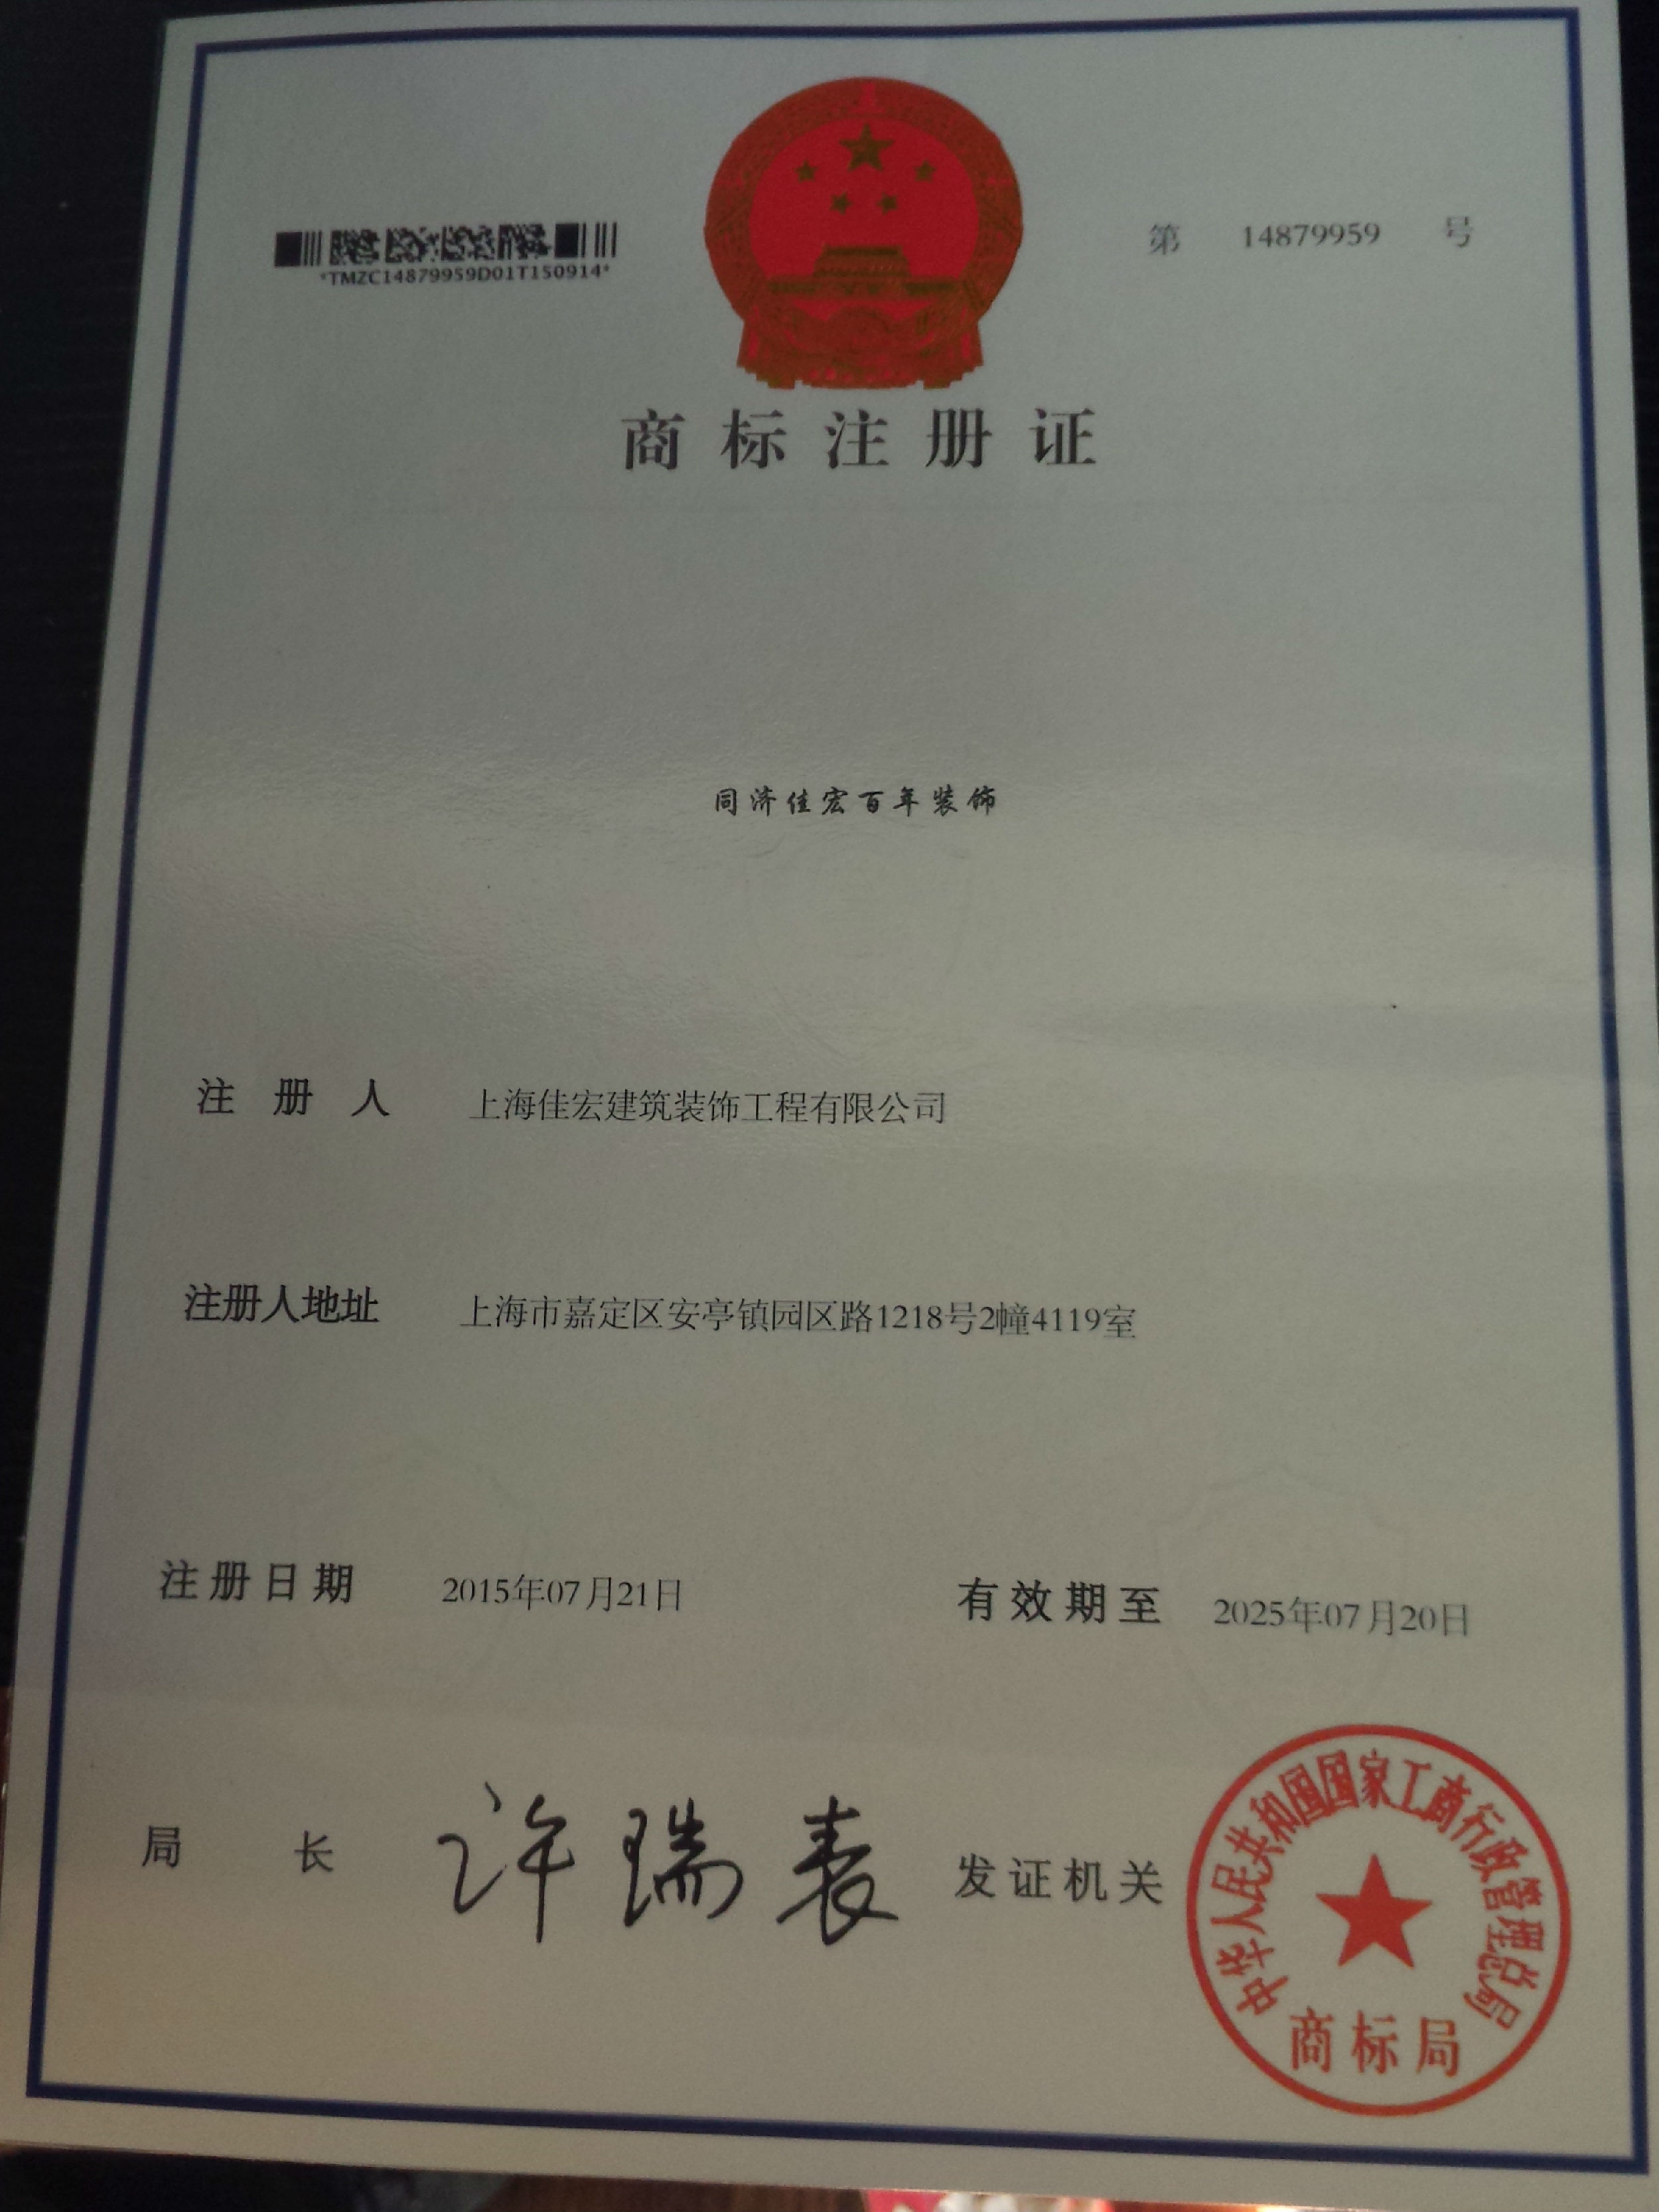 第 14879959 号
*TMZC14879959D01T150914*
商标注册证
同济佳宏百年装饰
注册人 上海佳宏建筑装饰工程有限公司
注册人地址 上海市嘉定区安亭镇园区路1218号2幢4119室
注册日期 2015年07月21日 有效期至 2025年07月20日
局长 许瑞表 发证机关
中华人民共和国国家工商行政管理总局
商标局